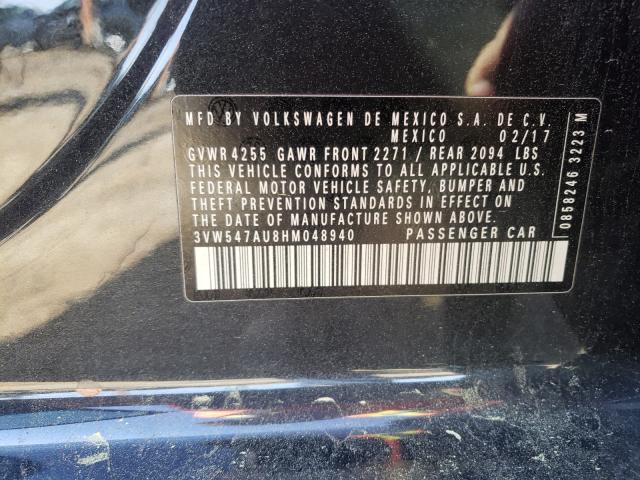 MFD BY VOLKSWAGEN DE MEXICO S.A. DE C.V.
MEXICO 02/17
GVWR 4255 GAWR FRONT 2271 / REAR 2094 LBS
THIS VEHICLE CONFORMS TO ALL APPLICABLE U.S.
FEDERAL MOTOR VEHICLE SAFETY, BUMPER AND
THEFT PREVENTION STANDARDS IN EFFECT ON
THE DATE OF MANUFACTURE SHOWN ABOVE
3VW547AU8HM048940 PASSENGER CAR
0858246 3223 M